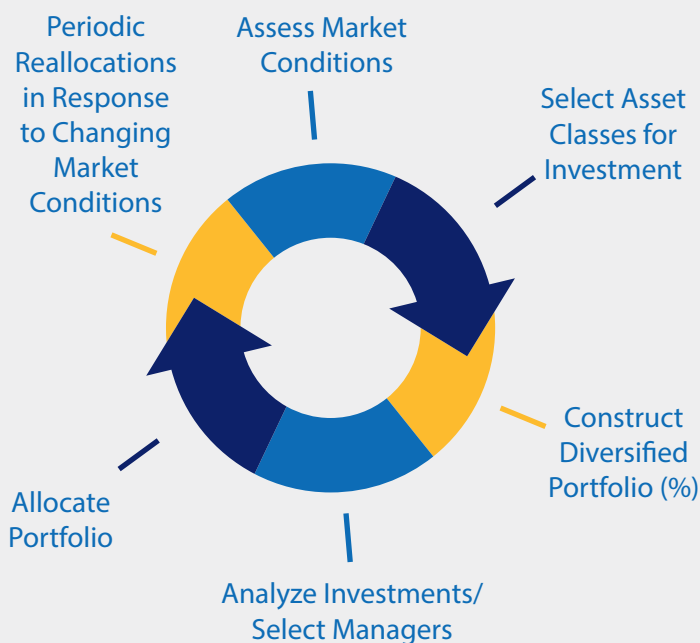 Periodic
Reallocations
in Response
to Changing
Market
Conditions
Assess Market
Conditions
Select Asset
Classes for
Investment
Construct
Diversified
Portfolio (%)
Analyze Investments/
Select Managers
Allocate
Portfolio